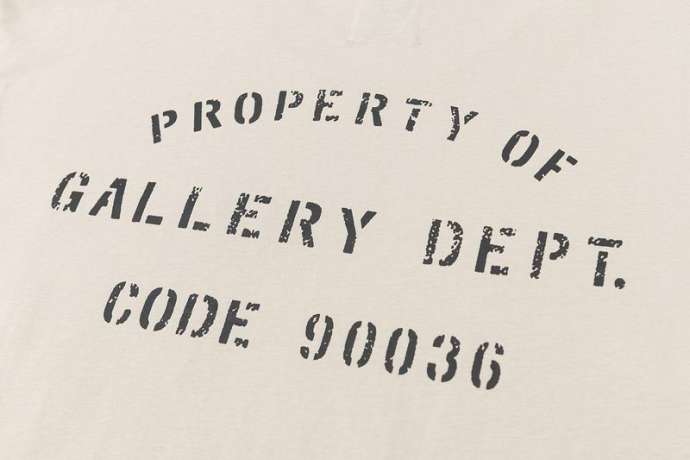 PROPERTY OF
GALLERY DEPT.
CODE 90036